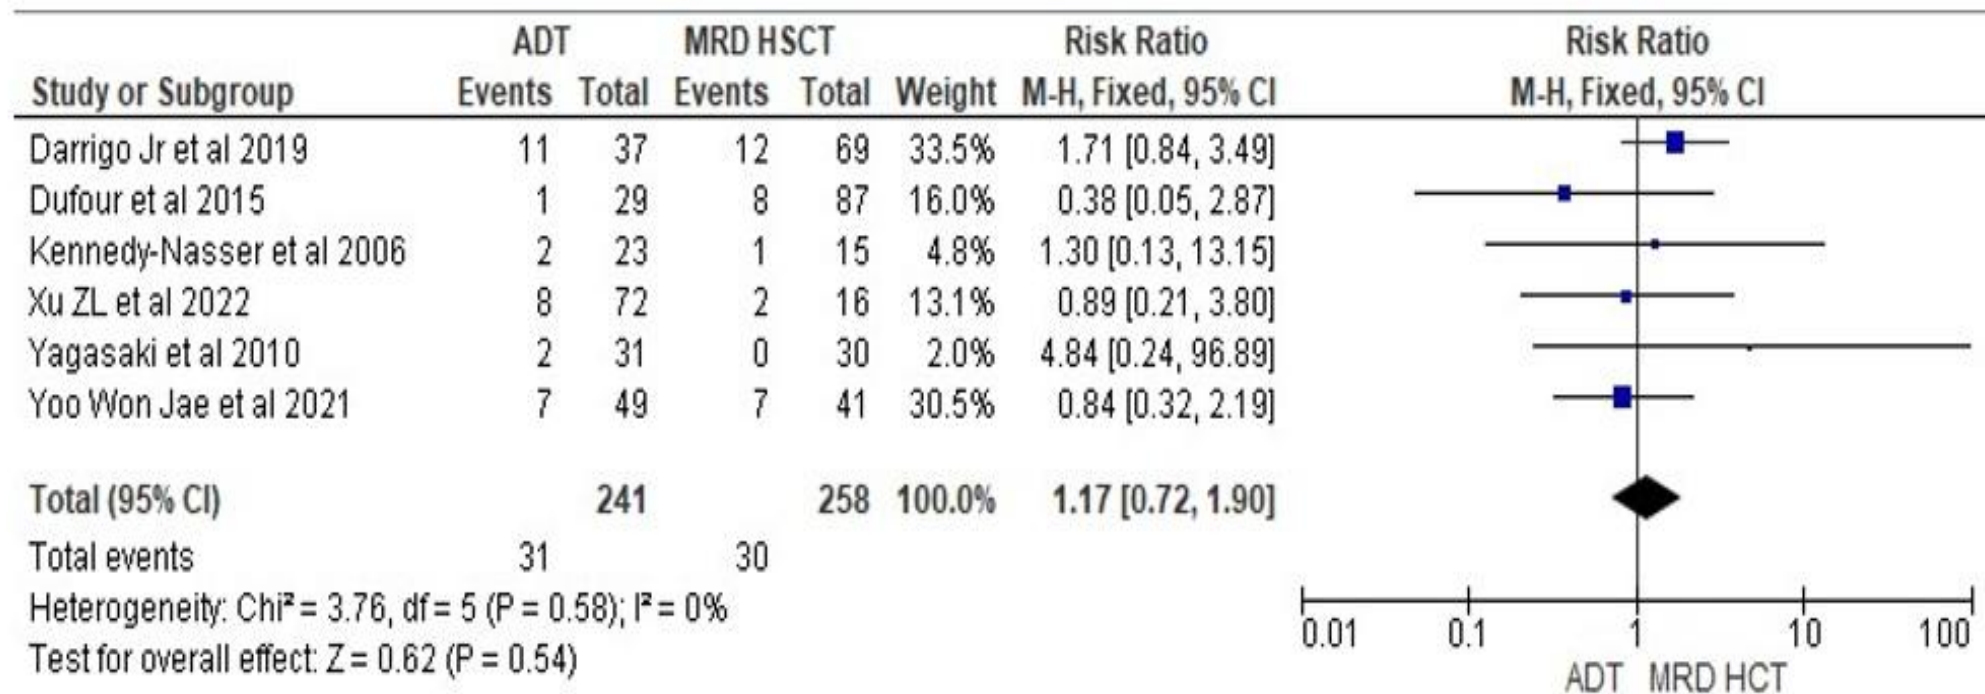 ADT MRD HSCT Risk Ratio Risk Ratio
Study or Subgroup Events Total Events Total Weight M-H, Fixed, 95% CI M-H, Fixed, 95% CI
Darrigo Jr et al 2019 11 37 12 69 33.5% 1.71 [0.84, 3.49]
Dufour et al 2015 1 29 8 87 16.0% 0.38 [0.05, 2.87]
Kennedy-Nasser et al 2006 2 23 1 15 4.8% 1.30 [0.13, 13.15]
Xu ZL et al 2022 8 72 2 16 13.1% 0.89 [0.21, 3.80]
Yagasaki et al 2010 2 31 0 30 2.0% 4.84 [0.24, 96.89]
Yoo Won Jae et al 2021 7 49 7 41 30.5% 0.84 [0.32, 2.19]
Total (95% CI) 241 258 100.0% 1.17 [0.72, 1.90]
Total events 31 30
Heterogeneity: Chi² = 3.76, df = 5 (P = 0.58); I² = 0%
Test for overall effect: Z = 0.62 (P = 0.54)
0.01 0.1 1 10 100
ADT MRD HCT